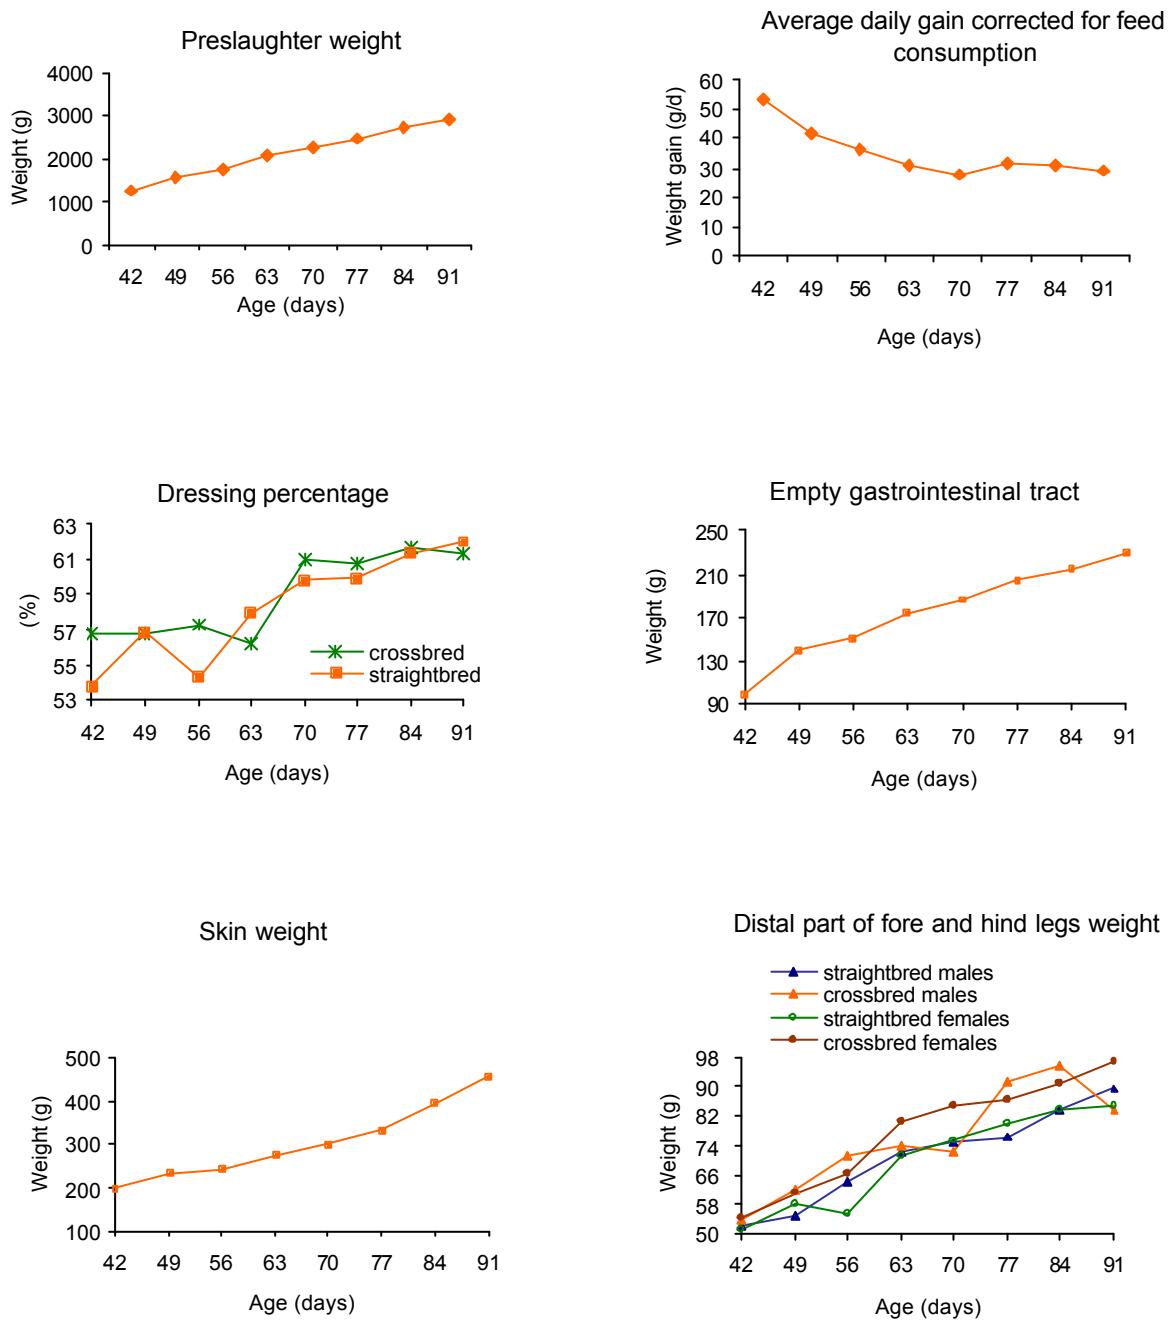 Preslaughter weight
Weight (g)
4000
3000
2000
1000
0
42 49 56 63 70 77 84 91
Age (days)
Average daily gain corrected for feed
consumption
Weight gain (g/d)
60
50
40
30
20
10
0
42 49 56 63 70 77 84 91
Age (days)
Dressing percentage
(%)
63
61
59
57
55
53
crossbred
straightbred
42 49 56 63 70 77 84 91
Age (days)
Empty gastrointestinal tract
Weight (g)
250
210
170
130
90
42 49 56 63 70 77 84 91
Age (days)
Skin weight
Weight (g)
500
400
300
200
100
42 49 56 63 70 77 84 91
Age (days)
Distal part of fore and hind legs weight
straightbred males
crossbred males
straightbred females
crossbred females
Weight (g)
98
90
82
74
66
58
50
42 49 56 63 70 77 84 91
Age (days)